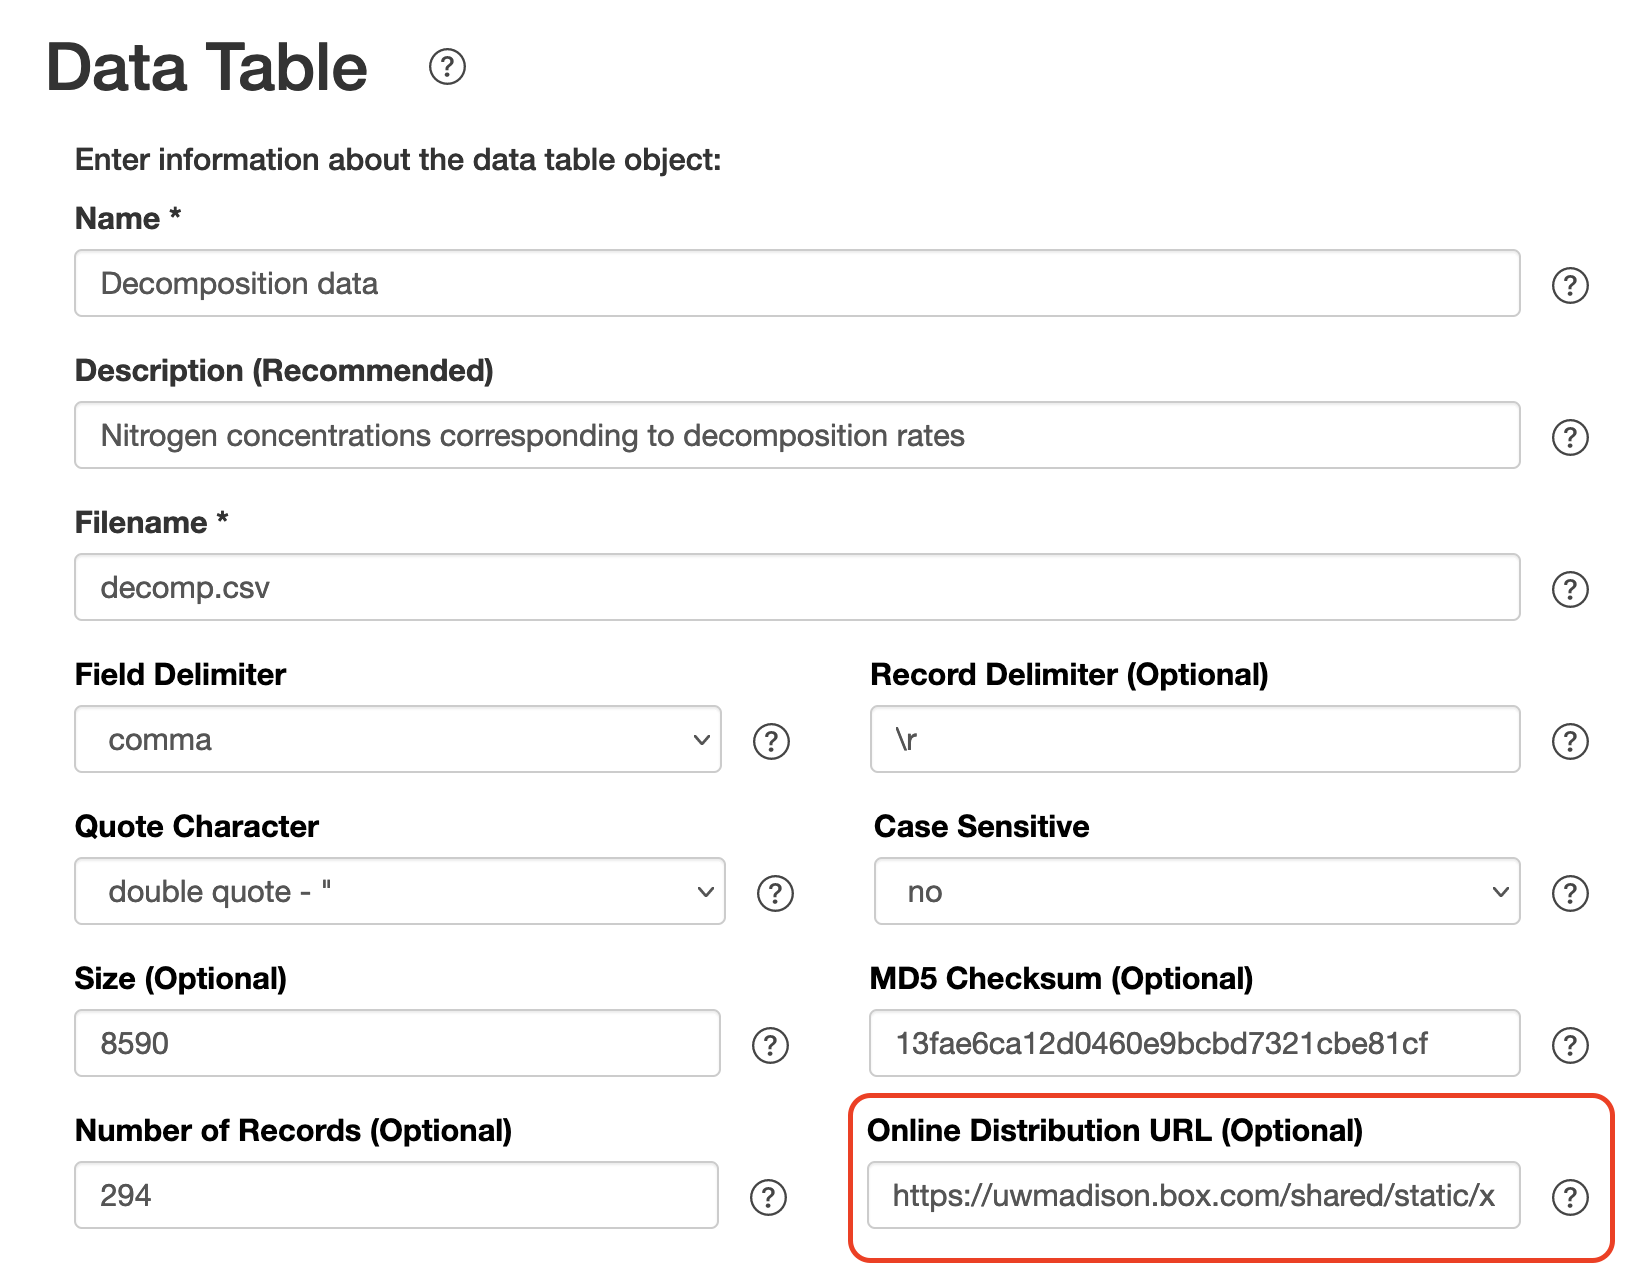 Data Table ?
Enter information about the data table object:
Name *
Decomposition data ?
Description (Recommended)
Nitrogen concentrations corresponding to decomposition rates ?
Filename *
decomp.csv ?
Field Delimiter Record Delimiter (Optional)
comma ? \r ?
Quote Character Case Sensitive
double quote - " ? no ?
Size (Optional) MD5 Checksum (Optional)
8590 ? 13fae6ca12d0460e9bcbd7321cbe81cf ?
Number of Records (Optional) Online Distribution URL (Optional)
294 ? https://uwmadison.box.com/shared/static/x ?